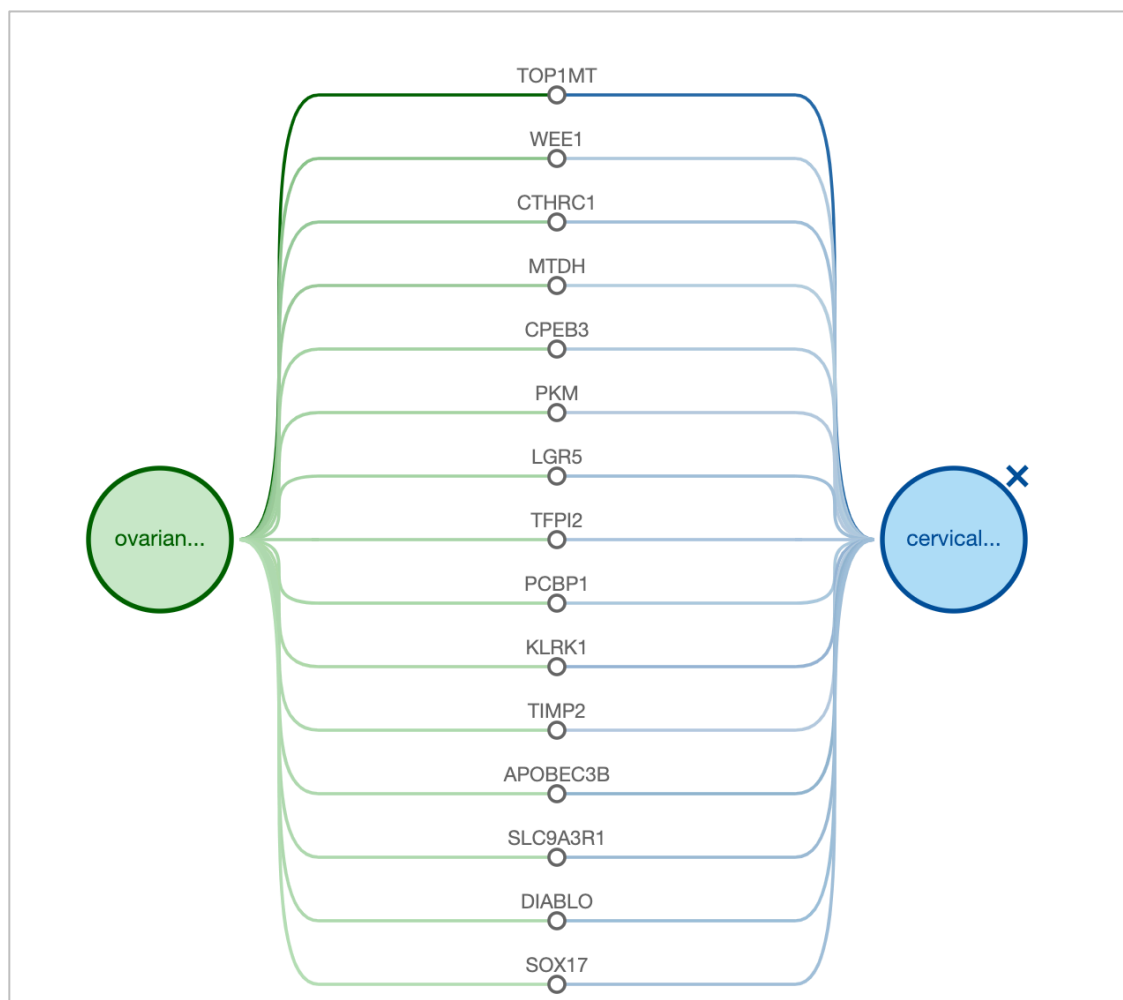 TOP1MT
WEE1
CTHRC1
MTDH
CPEB3
PKM
LGR5
TFPI2
ovarian...
cervical...
PCBP1
KLRK1
TIMP2
APOBEC3B
SLC9A3R1
DIABLO
SOX17